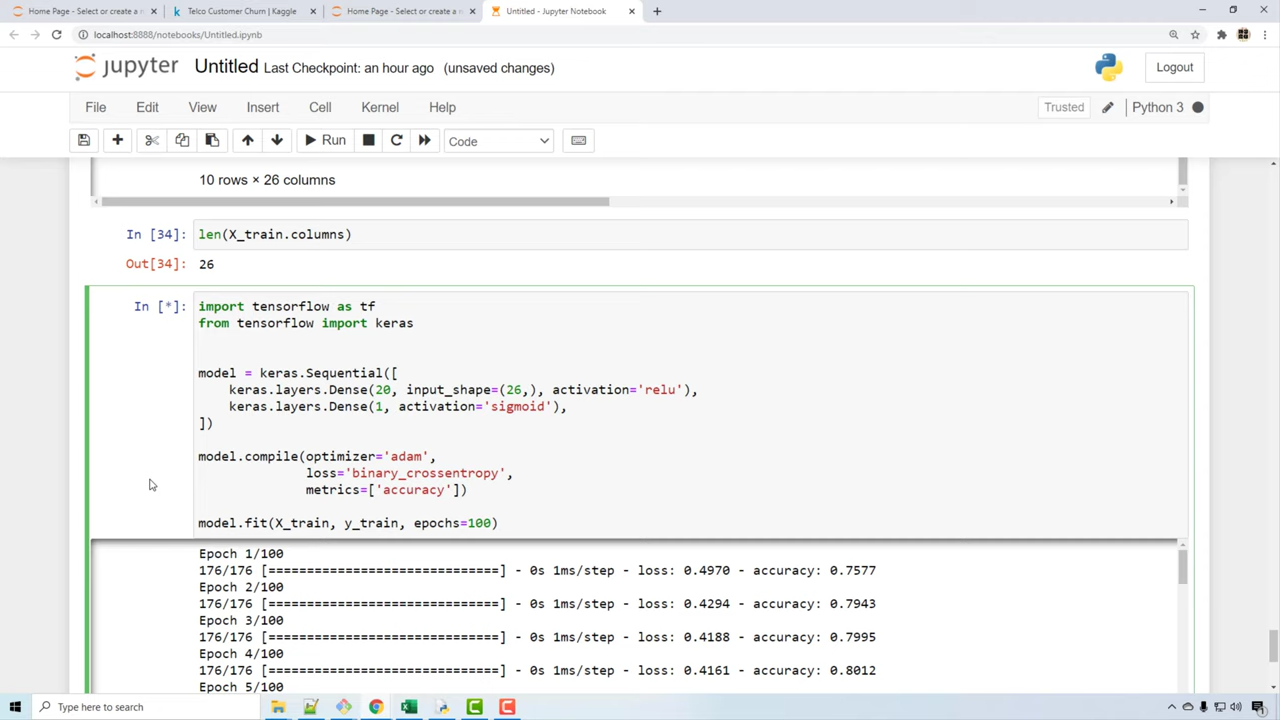 Home Page - Select or create a n
Telco Customer Churn | Kaggle
Home Page - Select or create a n
Untitled - Jupyter Notebook
localhost:8888/notebooks/Untitled.ipynb
jupyter Untitled Last Checkpoint: an hour ago (unsaved changes)
Logout
File Edit View Insert Cell Kernel Help
Trusted
Python 3
Run
Code
10 rows × 26 columns
In [34]: len(X_train.columns)
Out[34]: 26
In [*]: import tensorflow as tf
from tensorflow import keras
model = keras.Sequential([
keras.layers.Dense(20, input_shape=(26,), activation='relu'),
keras.layers.Dense(1, activation='sigmoid'),
])
model.compile(optimizer='adam',
loss='binary_crossentropy',
metrics=['accuracy'])
model.fit(X_train, y_train, epochs=100)
Epoch 1/100
176/176 [==============================] - 0s 1ms/step - loss: 0.4970 - accuracy: 0.7577
Epoch 2/100
176/176 [==============================] - 0s 1ms/step - loss: 0.4294 - accuracy: 0.7943
Epoch 3/100
176/176 [==============================] - 0s 1ms/step - loss: 0.4188 - accuracy: 0.7995
Epoch 4/100
176/176 [==============================] - 0s 1ms/step - loss: 0.4161 - accuracy: 0.8012
Epoch 5/100
Type here to search